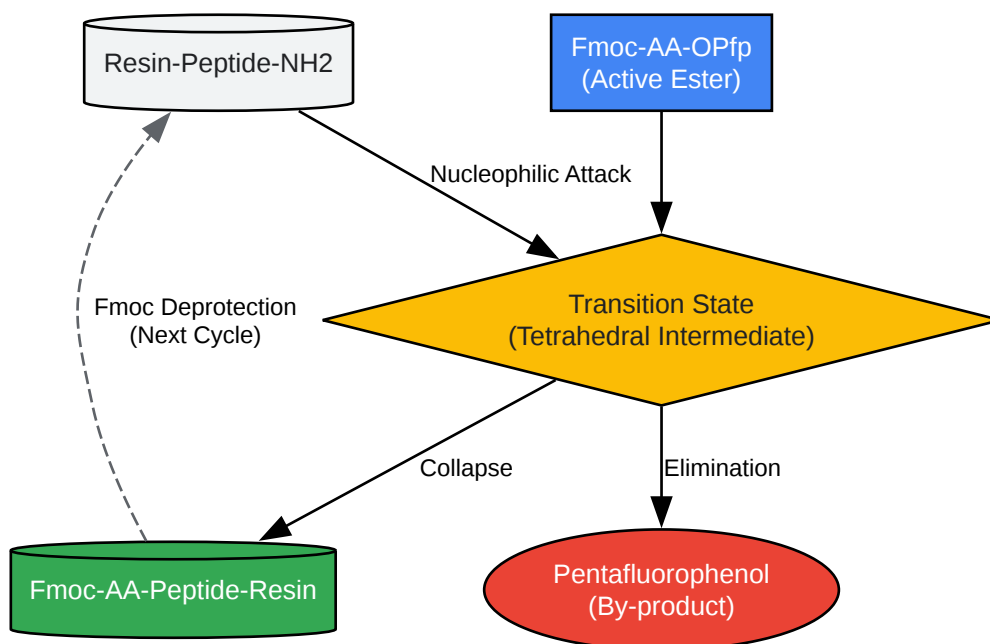 Resin-Peptide-NH2
Fmoc-AA-OPfp
(Active Ester)
Nucleophilic Attack
Fmoc Deprotection
(Next Cycle)
Transition State
(Tetrahedral Intermediate)
Collapse
Elimination
Fmoc-AA-Peptide-Resin
Pentafluorophenol
(By-product)